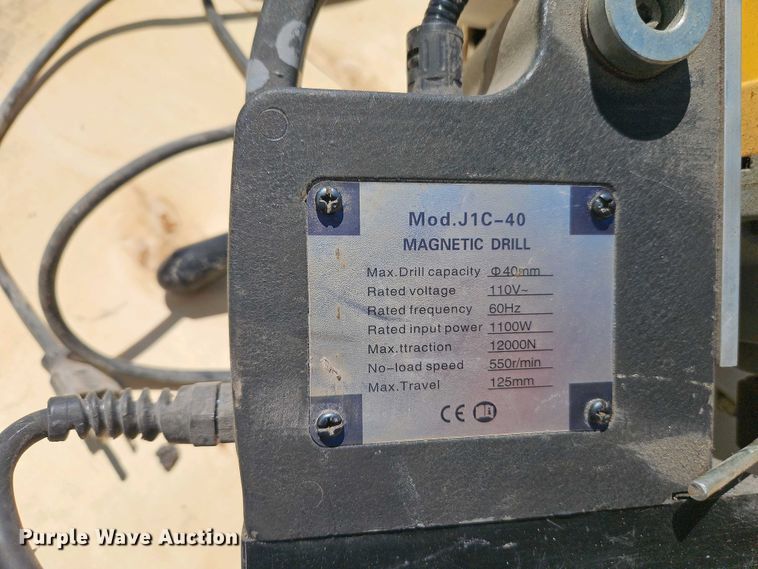 Mod.J1C-40
MAGNETIC DRILL
Max.Drill capacity Φ40mm
Rated voltage 110V~
Rated frequency 60Hz
Rated input power 1100W
Max.ttraction 12000N
No-load speed 550r/min
Max.Travel 125mm
CE
Purple Wave Auction